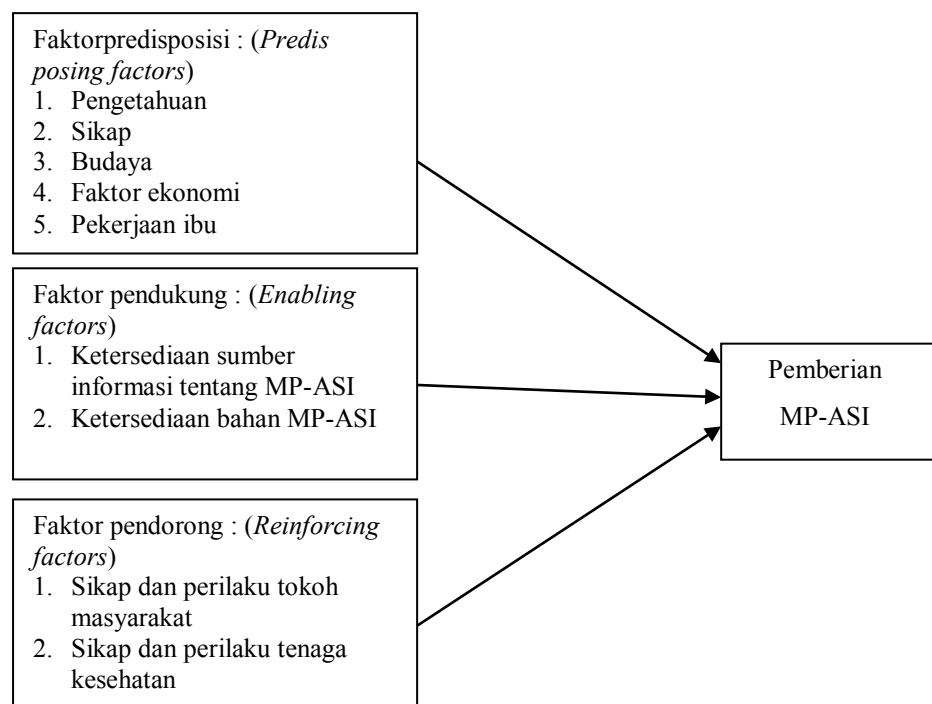 Faktorpredisposisi : (Predis
posing factors)
1. Pengetahuan
2. Sikap
3. Budaya
4. Faktor ekonomi
5. Pekerjaan ibu
Faktor pendukung : (Enabling
factors)
1. Ketersediaan sumber
informasi tentang MP-ASI
2. Ketersediaan bahan MP-ASI
Faktor pendorong : (Reinforcing
factors)
1. Sikap dan perilaku tokoh
masyarakat
2. Sikap dan perilaku tenaga
kesehatan
Pemberian
MP-ASI